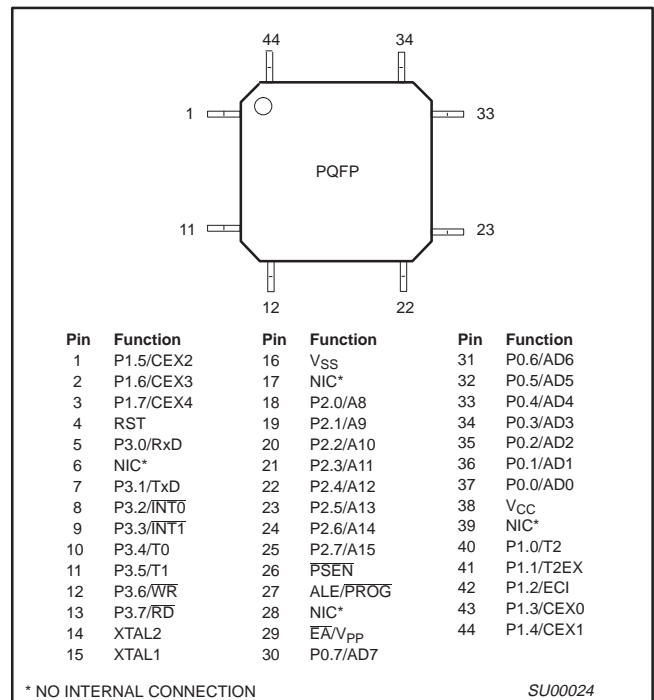 44 34
1 33
PQFP
11 23
12 22
Pin Function Pin Function Pin Function
1 P1.5/CEX2 16 VSS 31 P0.6/AD6
2 P1.6/CEX3 17 NIC* 32 P0.5/AD5
3 P1.7/CEX4 18 P2.0/A8 33 P0.4/AD4
4 RST 19 P2.1/A9 34 P0.3/AD3
5 P3.0/RxD 20 P2.2/A10 35 P0.2/AD2
6 NIC* 21 P2.3/A11 36 P0.1/AD1
7 P3.1/TxD 22 P2.4/A12 37 P0.0/AD0
8 P3.2/INT0 23 P2.5/A13 38 VCC
9 P3.3/INT1 24 P2.6/A14 39 NIC*
10 P3.4/T0 25 P2.7/A15 40 P1.0/T2
11 P3.5/T1 26 PSEN 41 P1.1/T2EX
12 P3.6/WR 27 ALE/PROG 42 P1.2/ECI
13 P3.7/RD 28 NIC* 43 P1.3/CEX0
14 XTAL2 29 EA/VPP 44 P1.4/CEX1
15 XTAL1 30 P0.7/AD7
* NO INTERNAL CONNECTION SU00024